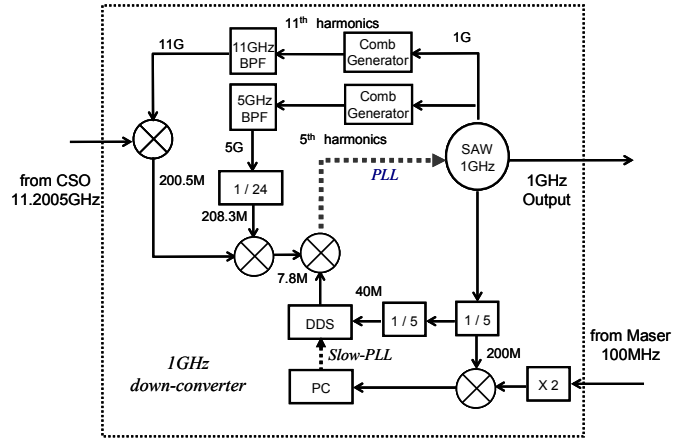 11th harmonics
11G
11GHz
BPF
Comb
Generator
1G
5GHz
BPF
Comb
Generator
5G
5th harmonics
SAW
1GHz
PLL
from CSO
11.2005GHz
200.5M
1 / 24
208.3M
1GHz
Output
7.8M
40M
DDS
1 / 5
1 / 5
Slow-PLL
200M
from Maser
100MHz
1GHz
down-converter
PC
X 2